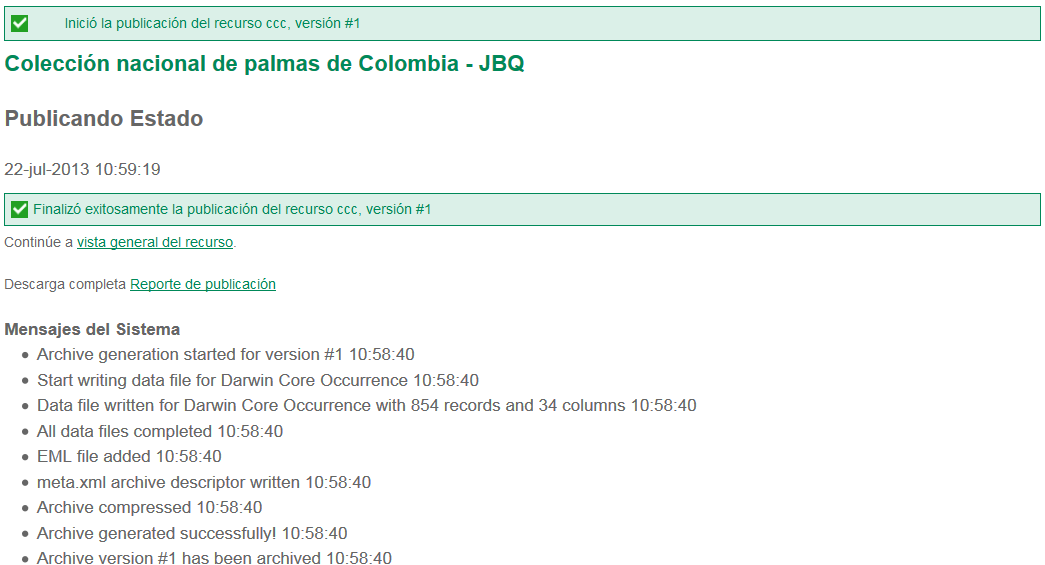 Inició la publicación del recurso ccc, versión #1
Colección nacional de palmas de Colombia - JBQ
Publicando Estado
22-jul-2013 10:59:19
Finalizó exitosamente la publicación del recurso ccc, versión #1
Continúe a vista general del recurso.
Descarga completa Reporte de publicación
Mensajes del Sistema
• Archive generation started for version #1 10:58:40
• Start writing data file for Darwin Core Occurrence 10:58:40
• Data file written for Darwin Core Occurrence with 854 records and 34 columns 10:58:40
• All data files completed 10:58:40
• EML file added 10:58:40
• meta.xml archive descriptor written 10:58:40
• Archive compressed 10:58:40
• Archive generated successfully! 10:58:40
• Archive version #1 has been archived 10:58:40